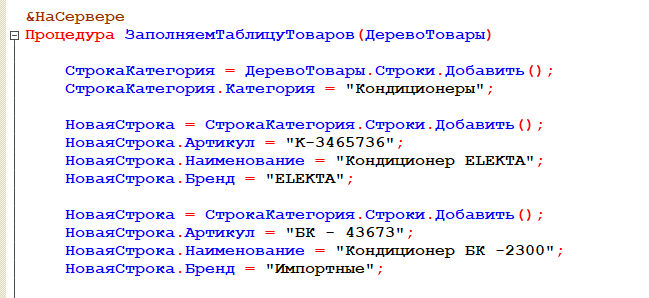 &НаСервере
Процедура ЗаполняемТаблицуТоваров(ДеревоТовары)
СтрокаКатегория = ДеревоТовары.Строки.Добавить();
СтрокаКатегория.Категория = "Кондиционеры";
НоваяСтрока = СтрокаКатегория.Строки.Добавить();
НоваяСтрока.Артикул = "К-3465736";
НоваяСтрока.Наименование = "Кондиционер ELEKTA";
НоваяСтрока.Бренд = "ELEKTA";
НоваяСтрока = СтрокаКатегория.Строки.Добавить();
НоваяСтрока.Артикул = "БК - 43673";
НоваяСтрока.Наименование = "Кондиционер БК -2300";
НоваяСтрока.Бренд = "Импортные";